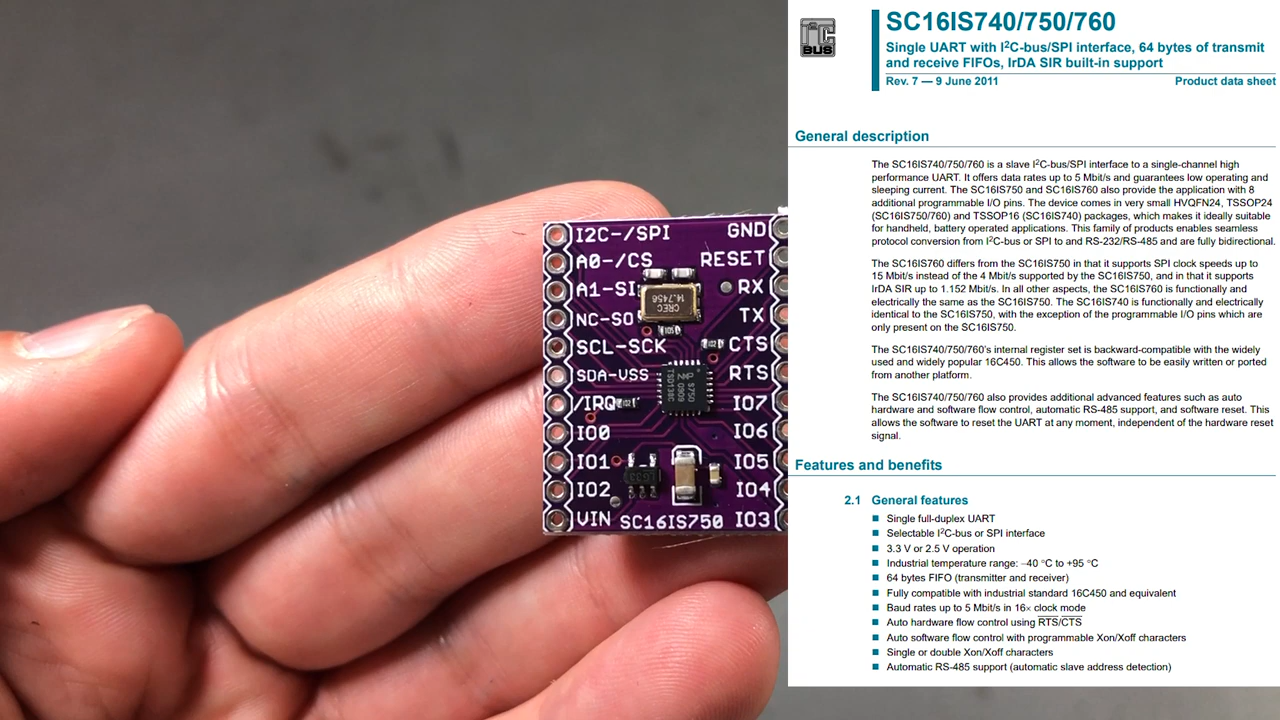 I2C-/SPI
A0-/CS
A1-SI
NC-SO
SCL-SCK
SDA-VSS
/IRQ
IO0
IO1
IO2
VIN
GND
RESET
RX
TX
CTS
RTS
IO7
IO6
IO5
IO4
IO3
SC16IS750
CREC
14.7456
S750
0909
TSD138C
I²C
BUS
SC16IS740/750/760
Single UART with I²C-bus/SPI interface, 64 bytes of transmit
and receive FIFOs, IrDA SIR built-in support
Rev. 7 — 9 June 2011
Product data sheet
General description
The SC16IS740/750/760 is a slave I²C-bus/SPI interface to a single-channel high
performance UART. It offers data rates up to 5 Mbit/s and guarantees low operating and
sleeping current. The SC16IS750 and SC16IS760 also provide the application with 8
additional programmable I/O pins. The device comes in very small HVQFN24, TSSOP24
(SC16IS750/760) and TSSOP16 (SC16IS740) packages, which makes it ideally suitable
for handheld, battery operated applications. This family of products enables seamless
protocol conversion from I²C-bus or SPI to and RS-232/RS-485 and are fully bidirectional.
The SC16IS760 differs from the SC16IS750 in that it supports SPI clock speeds up to
15 Mbit/s instead of the 4 Mbit/s supported by the SC16IS750, and in that it supports
IrDA SIR up to 1.152 Mbit/s. In all other aspects, the SC16IS760 is functionally and
electrically the same as the SC16IS750. The SC16IS740 is functionally and electrically
identical to the SC16IS750, with the exception of the programmable I/O pins which are
only present on the SC16IS750.
The SC16IS740/750/760's internal register set is backward-compatible with the widely
used and widely popular 16C450. This allows the software to be easily written or ported
from another platform.
The SC16IS740/750/760 also provides additional advanced features such as auto
hardware and software flow control, automatic RS-485 support, and software reset. This
allows the software to reset the UART at any moment, independent of the hardware reset
signal.
Features and benefits
2.1 General features
Single full-duplex UART
Selectable I²C-bus or SPI interface
3.3 V or 2.5 V operation
Industrial temperature range: −40 °C to +95 °C
64 bytes FIFO (transmitter and receiver)
Fully compatible with industrial standard 16C450 and equivalent
Baud rates up to 5 Mbit/s in 16× clock mode
Auto hardware flow control using RTS/CTS
Auto software flow control with programmable Xon/Xoff characters
Single or double Xon/Xoff characters
Automatic RS-485 support (automatic slave address detection)